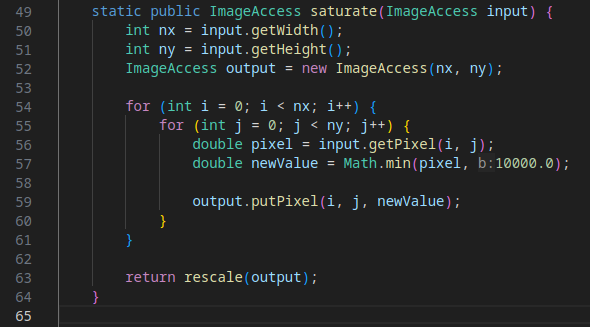 49 static public ImageAccess saturate(ImageAccess input) {
50 int nx = input.getWidth();
51 int ny = input.getHeight();
52 ImageAccess output = new ImageAccess(nx, ny);
53
54 for (int i = 0; i < nx; i++) {
55 for (int j = 0; j < ny; j++) {
56 double pixel = input.getPixel(i, j);
57 double newValue = Math.min(pixel, b:10000.0);
58
59 output.putPixel(i, j, newValue);
60 }
61 }
62
63 return rescale(output);
64 }
65